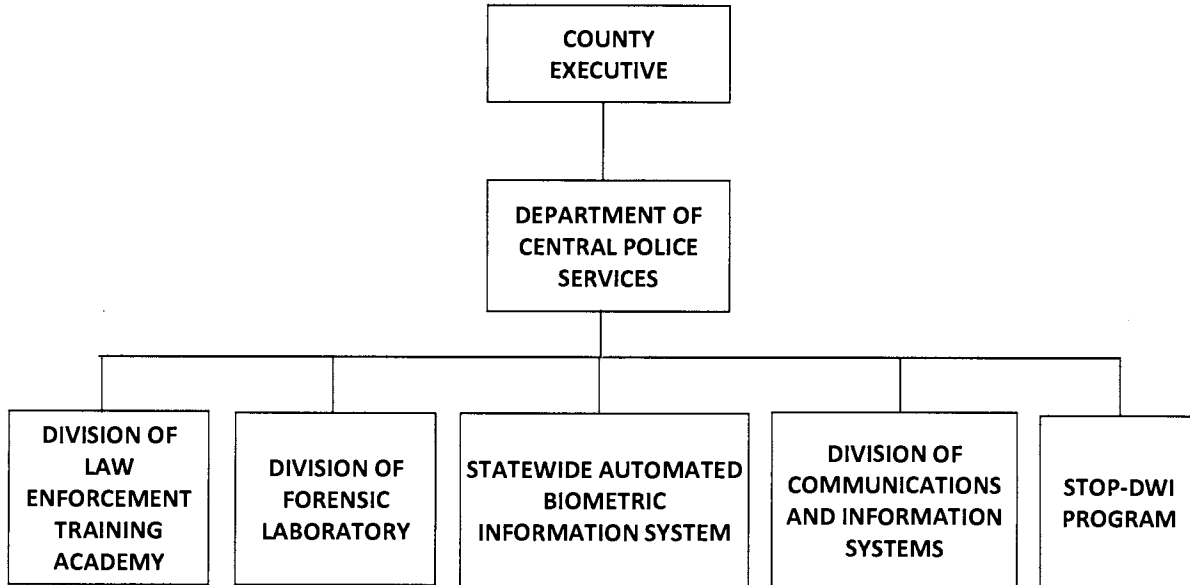 COUNTY
EXECUTIVE
DEPARTMENT OF
CENTRAL POLICE
SERVICES
DIVISION OF
LAW
ENFORCEMENT
TRAINING
ACADEMY
DIVISION OF
FORENSIC
LABORATORY
STATEWIDE AUTOMATED
BIOMETRIC
INFORMATION SYSTEM
DIVISION OF
COMMUNICATIONS
AND INFORMATION
SYSTEMS
STOP-DWI
PROGRAM